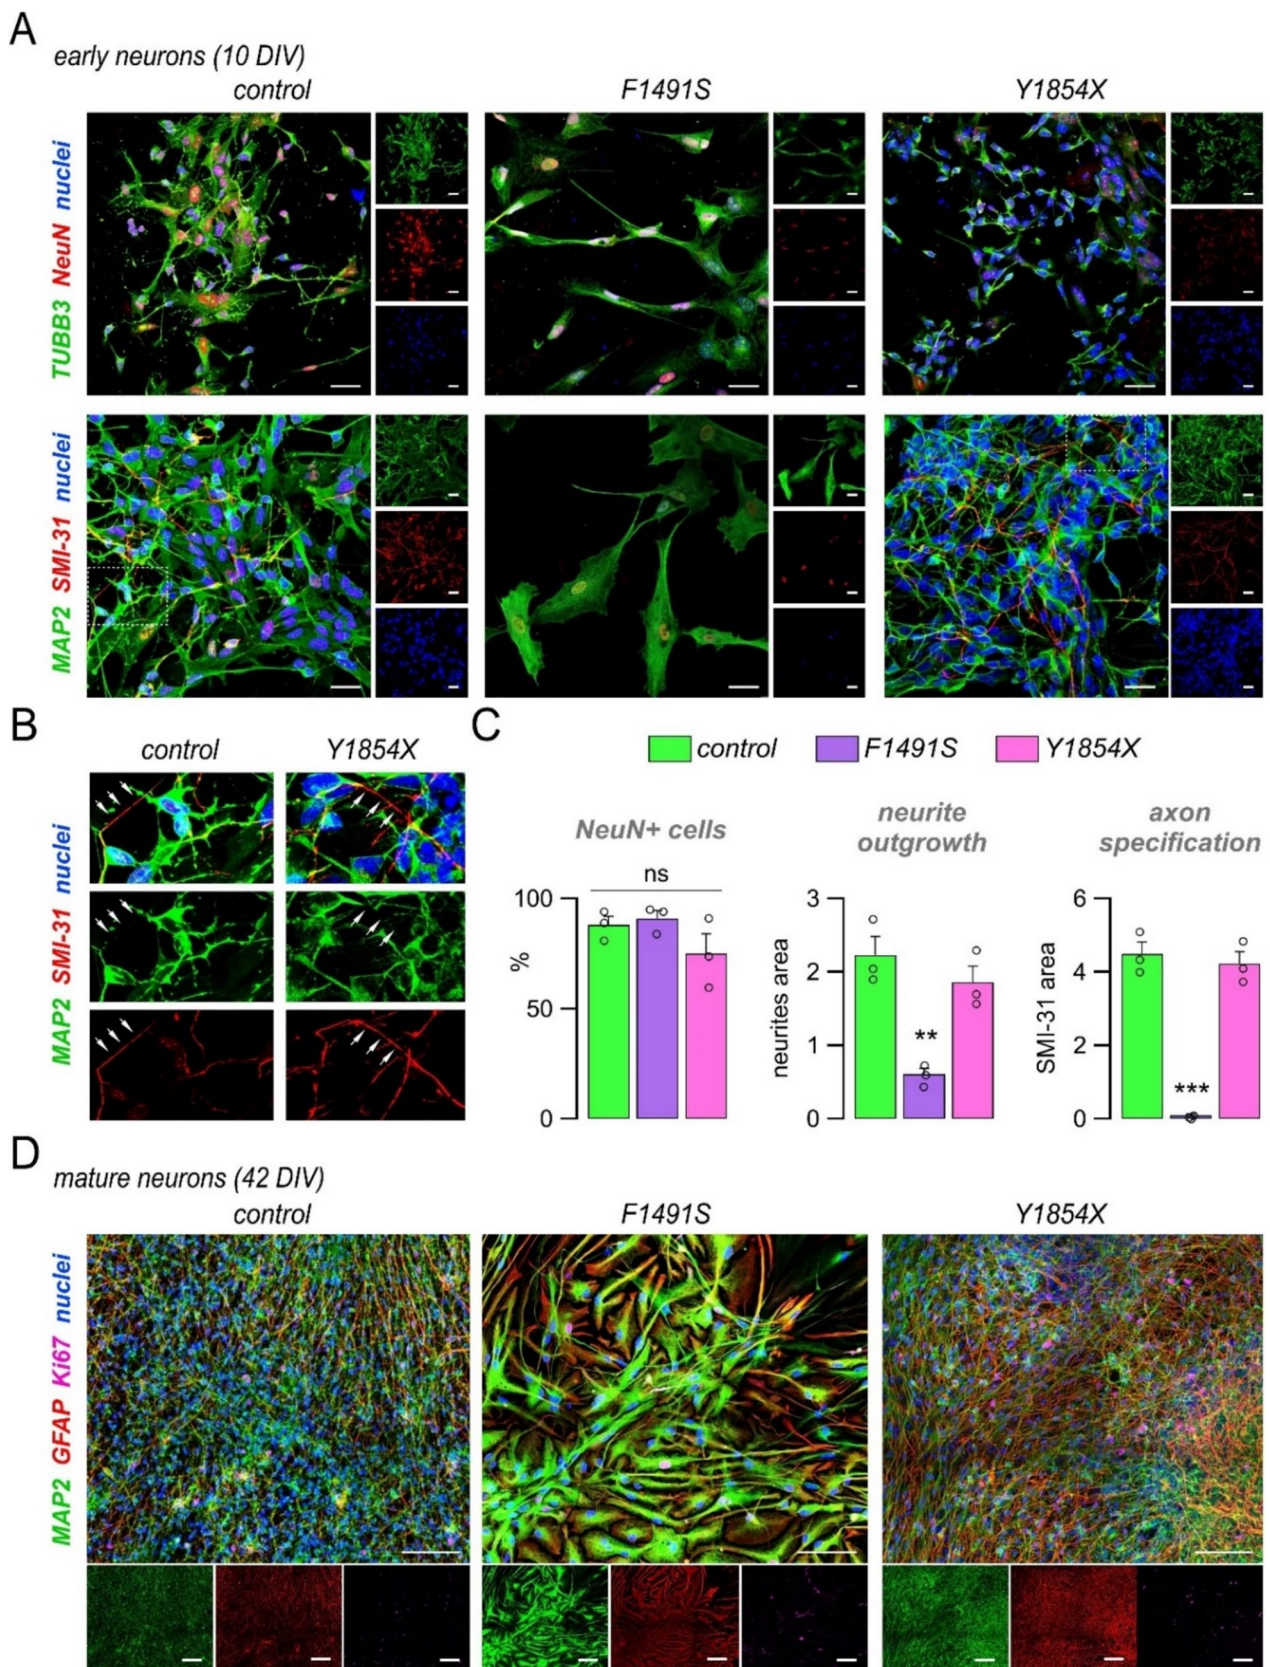 A
early neurons (10 DIV)
control F1491S Y1854X
TUBB3 NeuN nuclei
MAP2 SMI-31 nuclei
B
control Y1854X
MAP2 SMI-31 nuclei
C
control F1491S Y1854X
NeuN+ cells
ns
100
50
0
%
neurite
outgrowth
3
2
1
0
neurites area
**
axon
specification
6
4
2
0
SMI-31 area
***
D
mature neurons (42 DIV)
control F1491S Y1854X
MAP2 GFAP Ki67 nuclei